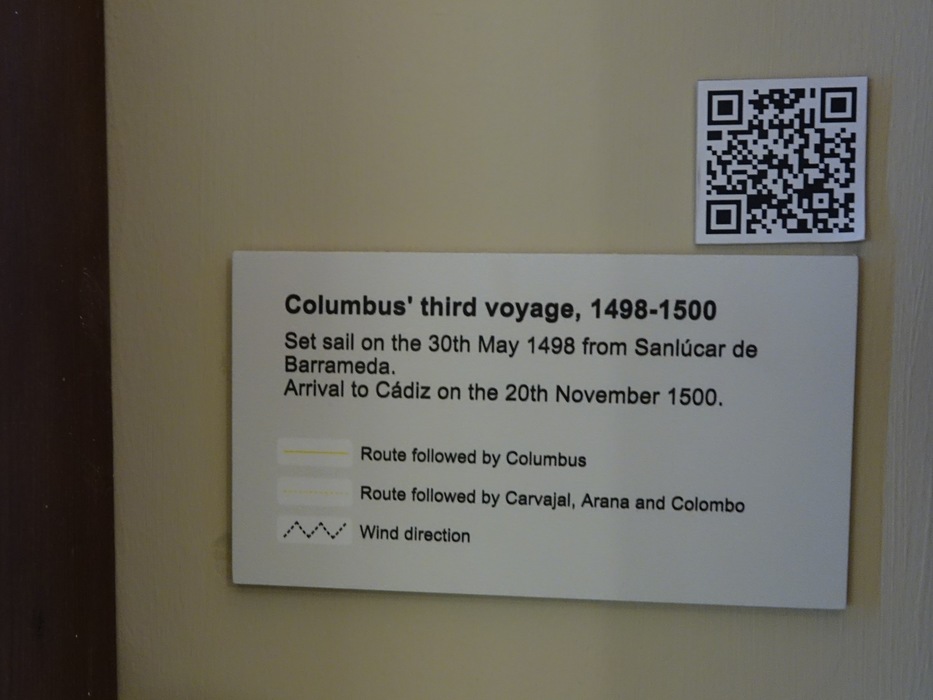 Columbus' third voyage, 1498-1500
Set sail on the 30th May 1498 from Sanlúcar de
Barrameda.
Arrival to Cádiz on the 20th November 1500.
Route followed by Columbus
Route followed by Carvajal, Arana and Colombo
Wind direction